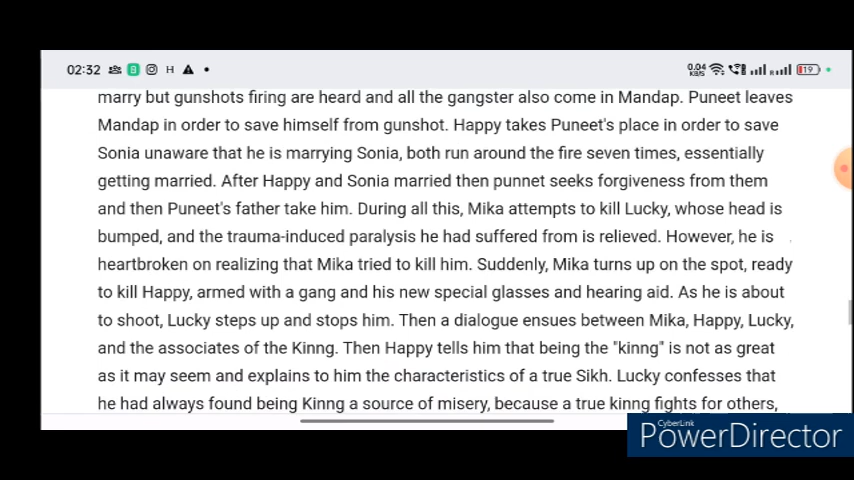 02:32 H 0.04 KB/S 19
marry but gunshots firing are heard and all the gangster also come in Mandap. Puneet leaves
Mandap in order to save himself from gunshot. Happy takes Puneet's place in order to save
Sonia unaware that he is marrying Sonia, both run around the fire seven times, essentially
getting married. After Happy and Sonia married then punnet seeks forgiveness from them
and then Puneet's father take him. During all this, Mika attempts to kill Lucky, whose head is
bumped, and the trauma-induced paralysis he had suffered from is relieved. However, he is
heartbroken on realizing that Mika tried to kill him. Suddenly, Mika turns up on the spot, ready
to kill Happy, armed with a gang and his new special glasses and hearing aid. As he is about
to shoot, Lucky steps up and stops him. Then a dialogue ensues between Mika, Happy, Lucky,
and the associates of the Kinng. Then Happy tells him that being the "kinng" is not as great
as it may seem and explains to him the characteristics of a true Sikh. Lucky confesses that
he had always found being Kinng a source of misery, because a true kinng fights for others,
CyberLink
PowerDirector